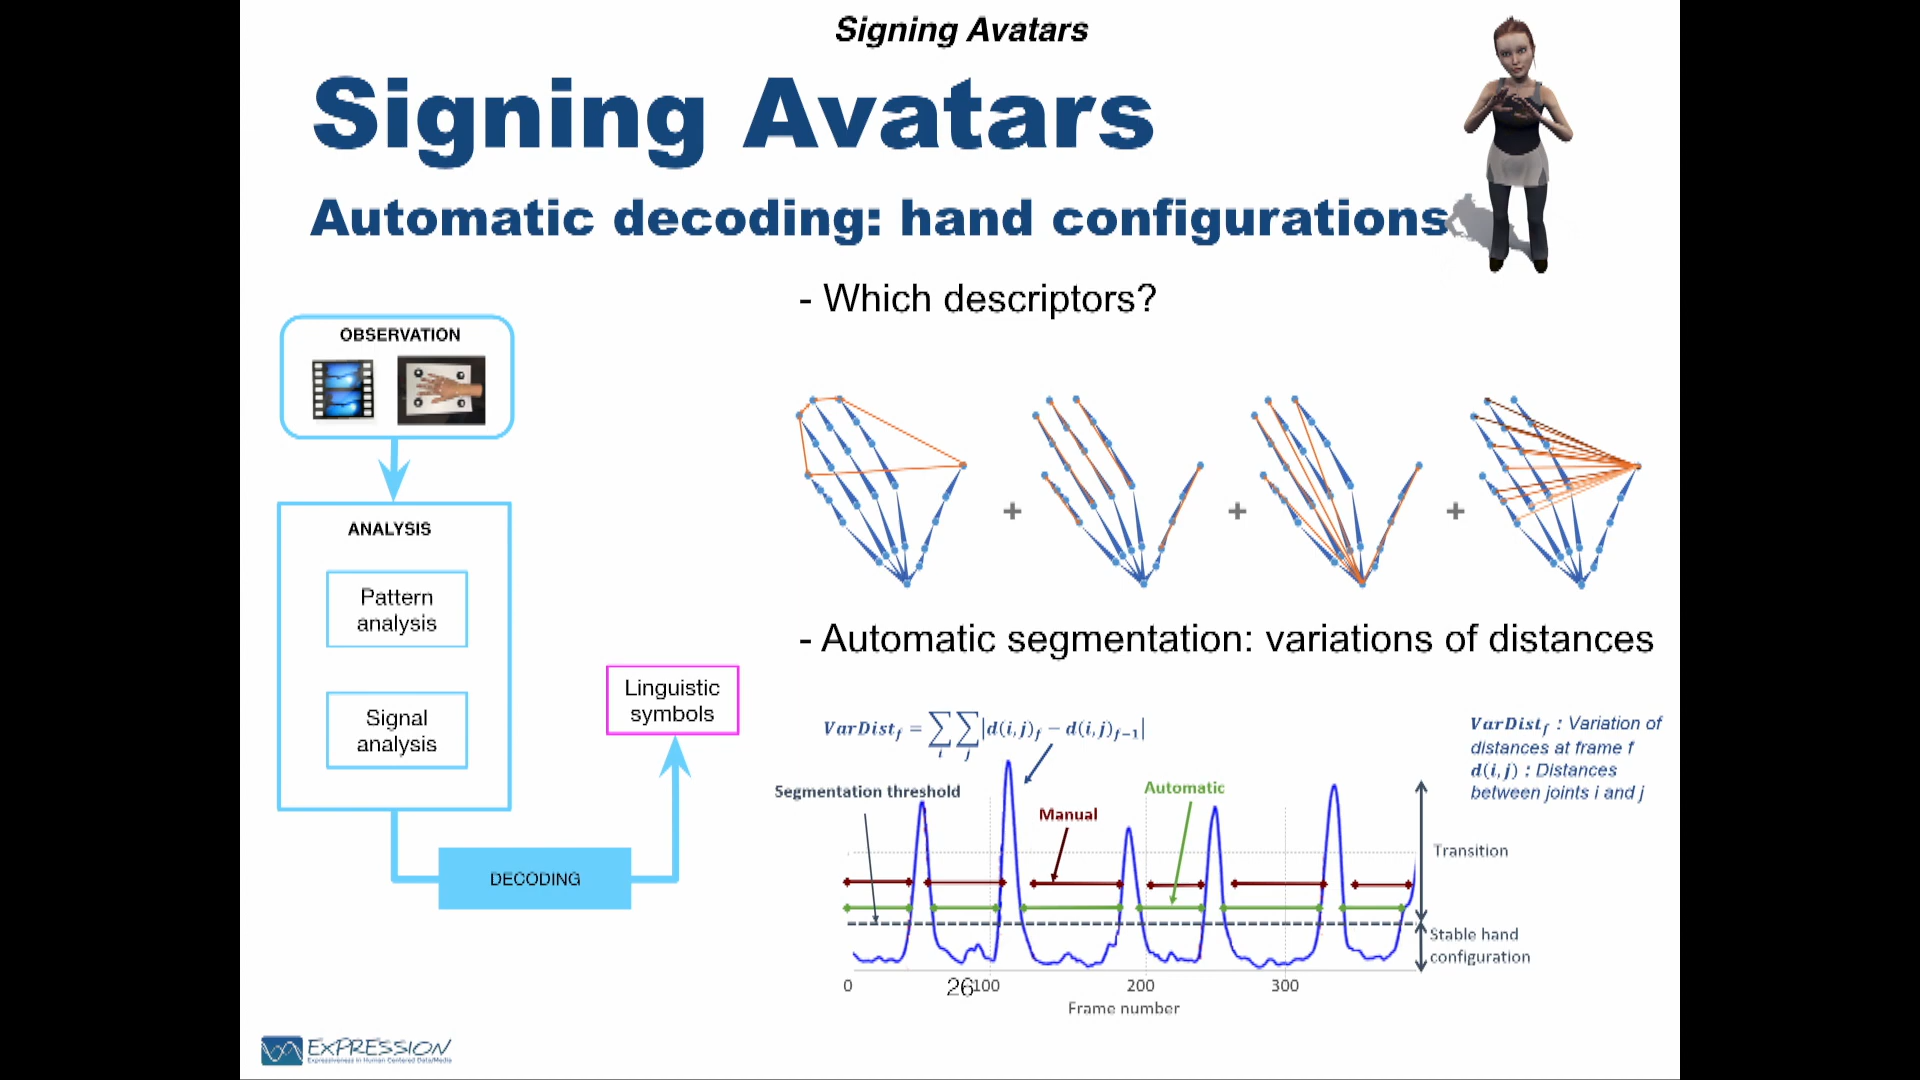 Signing Avatars
Signing Avatars
Automatic decoding: hand configurations
- Which descriptors?
OBSERVATION
ANALYSIS
Pattern
analysis
Signal
analysis
DECODING
Linguistic
symbols
+ + +
- Automatic segmentation: variations of distances
VarDist_f = ∑_i ∑_j |d(i,j)_f − d(i,j)_{f−1}|
VarDist_f : Variation of
distances at frame f
d(i,j) : Distances
between joints i and j
Segmentation threshold
Manual
Automatic
Transition
Stable hand
configuration
0 100 200 300
Frame number
26
EXPRESSION
Expressiveness in Human Centered Data/Media